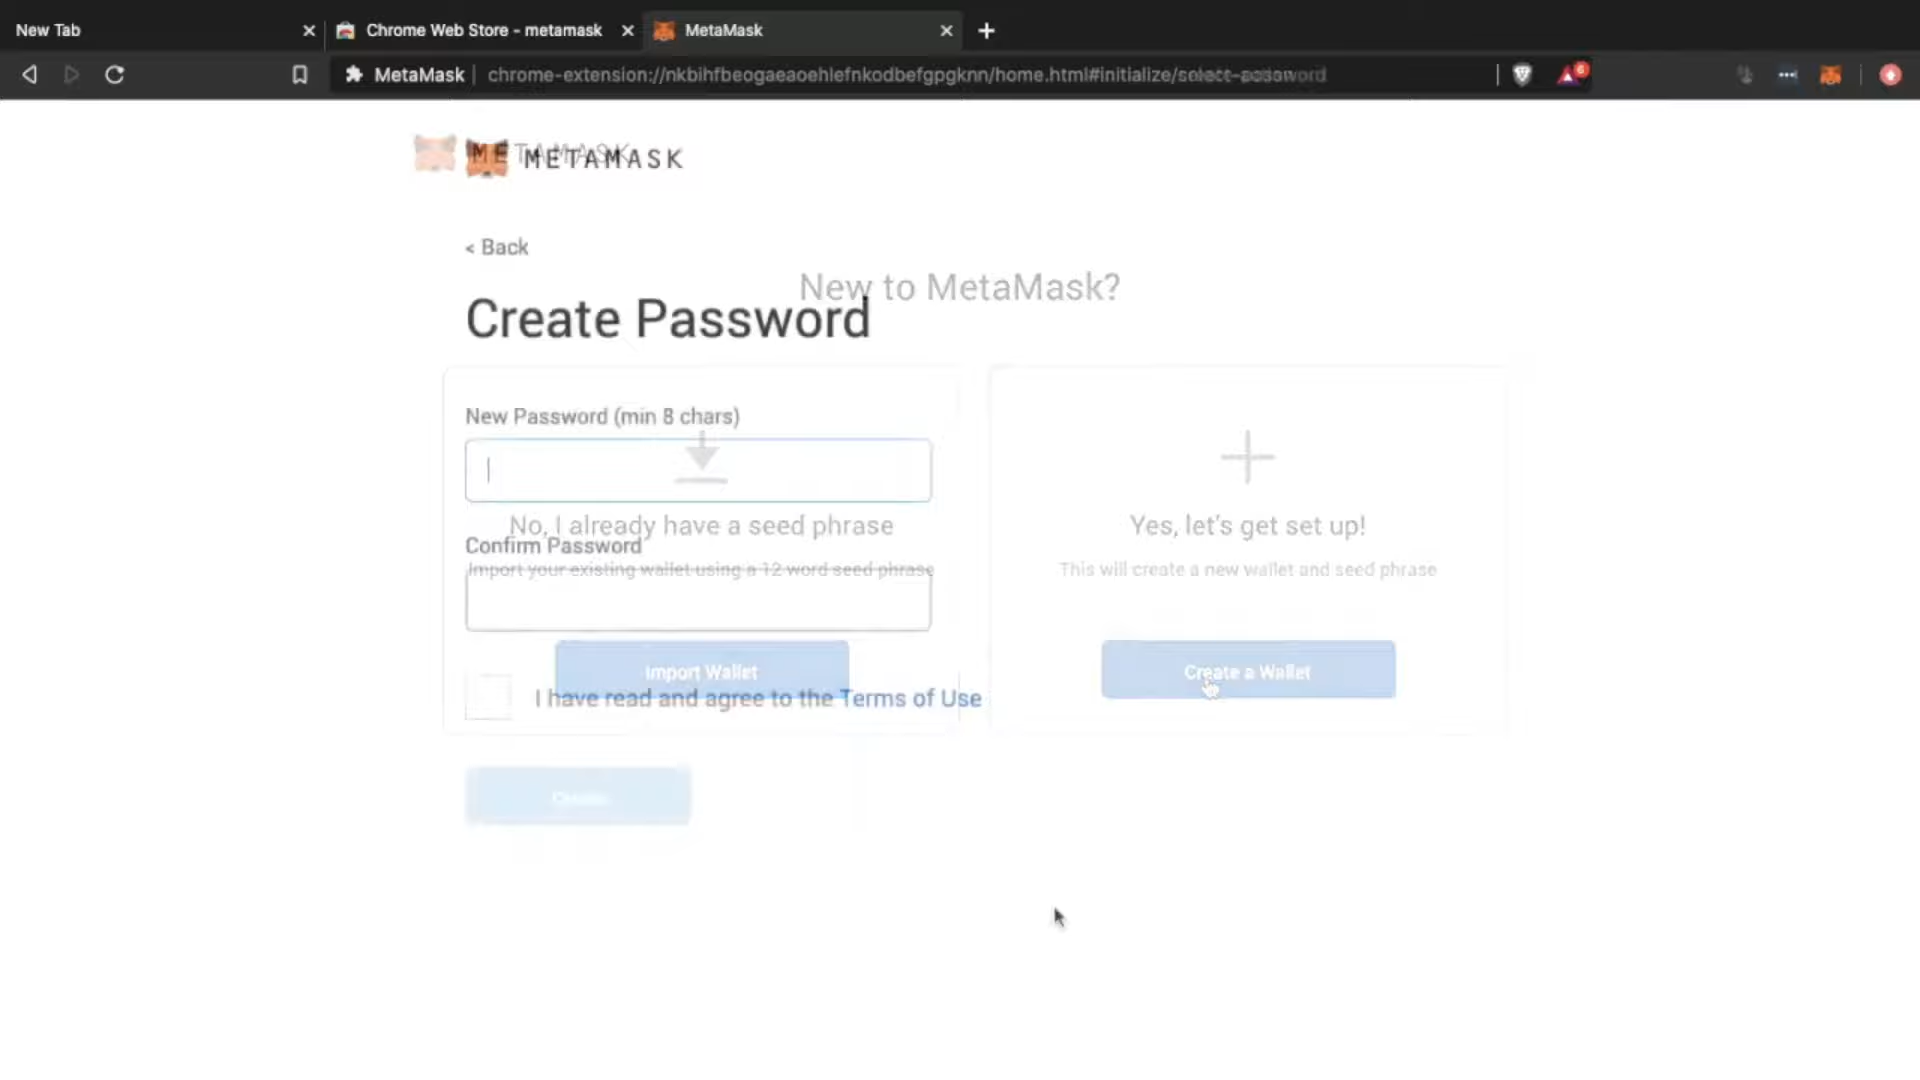 New Tab
Chrome Web Store - metamask
MetaMask
MetaMask
chrome-extension://nkbihfbeogaeaoehlefnkodbefgpgknn/home.html#initialize/
6
METAMASK
METAMASK
< Back
New to MetaMask?
Create Password
New Password (min 8 chars)
No, I already have a seed phrase
Yes, let's get set up!
Confirm Password
Import your existing wallet using a 12 word seed phrase
This will create a new wallet and seed phrase
Import Wallet
Create a Wallet
I have read and agree to the Terms of Use
Create